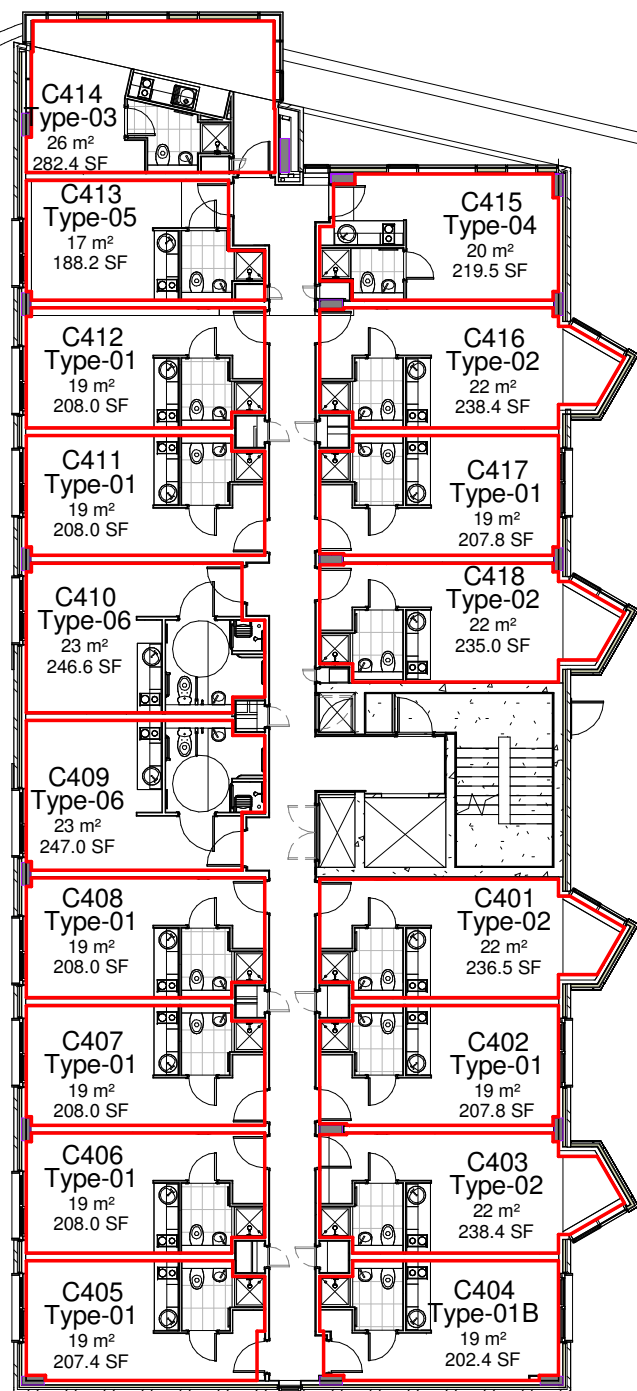 C414
Type-03
26 m²
282.4 SF
C413
Type-05
17 m²
188.2 SF
C415
Type-04
20 m²
219.5 SF
C412
Type-01
19 m²
208.0 SF
C416
Type-02
22 m²
238.4 SF
C411
Type-01
19 m²
208.0 SF
C417
Type-01
19 m²
207.8 SF
C410
Type-06
23 m²
246.6 SF
C418
Type-02
22 m²
235.0 SF
C409
Type-06
23 m²
247.0 SF
C408
Type-01
19 m²
208.0 SF
C401
Type-02
22 m²
236.5 SF
C407
Type-01
19 m²
208.0 SF
C402
Type-01
19 m²
207.8 SF
C406
Type-01
19 m²
208.0 SF
C403
Type-02
22 m²
238.4 SF
C405
Type-01
19 m²
207.4 SF
C404
Type-01B
19 m²
202.4 SF